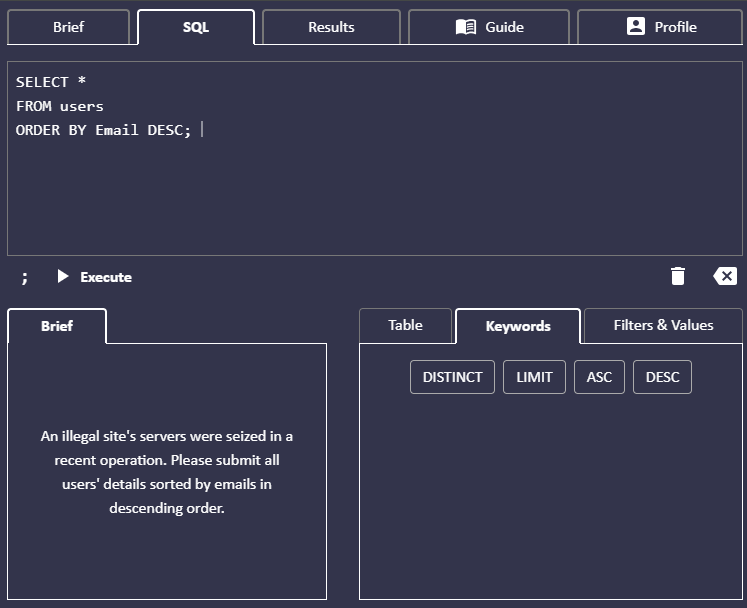 Brief
SQL
Results
Guide
Profile
SELECT *
FROM users
ORDER BY Email DESC;
;
Execute
Brief
An illegal site's servers were seized in a
recent operation. Please submit all
users' details sorted by emails in
descending order.
Table
Keywords
Filters & Values
DISTINCT
LIMIT
ASC
DESC